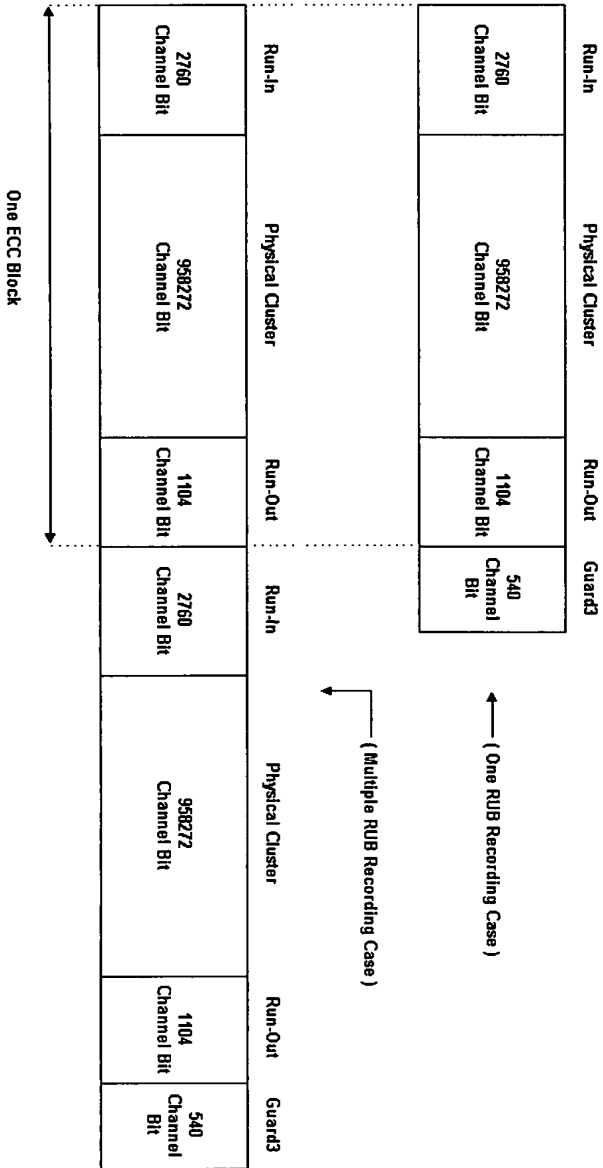 Run-In
Physical Cluster
Run-Out
Guard3
2760
Channel Bit
958272
Channel Bit
1104
Channel Bit
540
Channel
Bit
( One RUB Recording Case )
( Multiple RUB Recording Case )
Run-In
Physical Cluster
Run-Out
Run-In
Physical Cluster
Run-Out
Guard3
2760
Channel Bit
958272
Channel Bit
1104
Channel Bit
2760
Channel Bit
958272
Channel Bit
1104
Channel Bit
540
Channel
Bit
One ECC Block